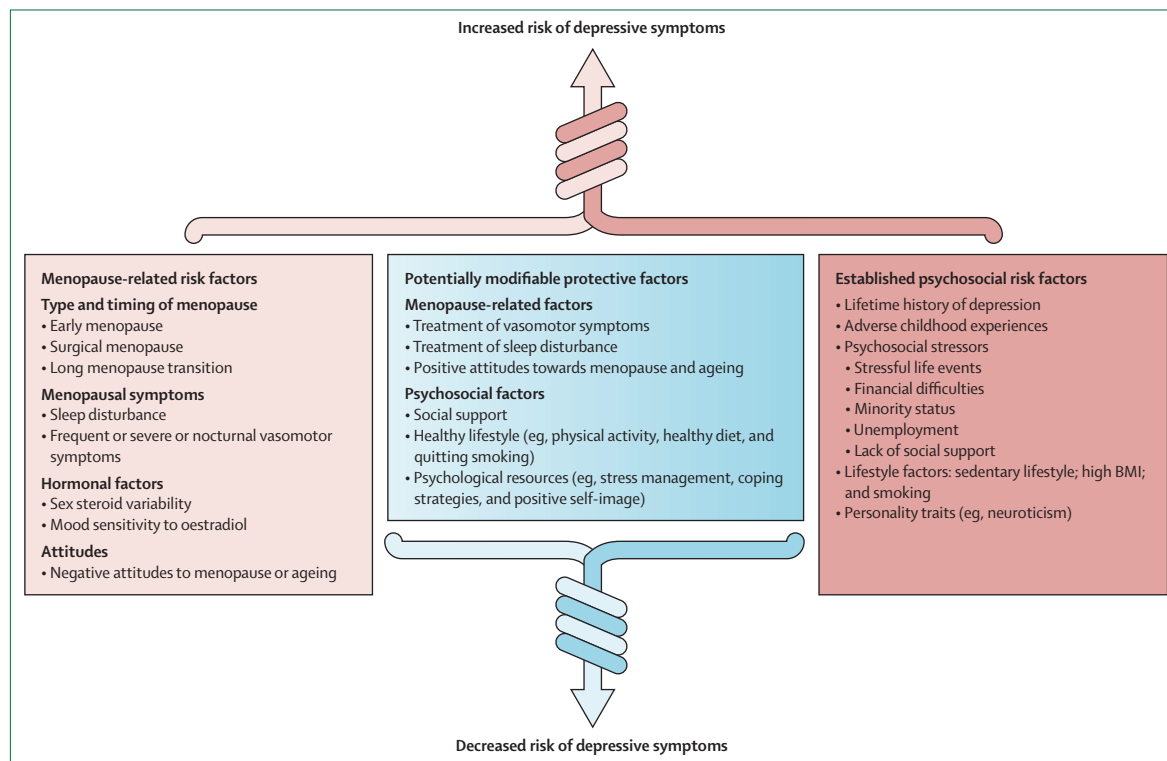 Increased risk of depressive symptoms
Menopause-related risk factors
Type and timing of menopause
• Early menopause
• Surgical menopause
• Long menopause transition
Menopausal symptoms
• Sleep disturbance
• Frequent or severe or nocturnal vasomotor
symptoms
Hormonal factors
• Sex steroid variability
• Mood sensitivity to oestradiol
Attitudes
• Negative attitudes to menopause or ageing
Potentially modifiable protective factors
Menopause-related factors
• Treatment of vasomotor symptoms
• Treatment of sleep disturbance
• Positive attitudes towards menopause and ageing
Psychosocial factors
• Social support
• Healthy lifestyle (eg, physical activity, healthy diet, and
quitting smoking)
• Psychological resources (eg, stress management, coping
strategies, and positive self-image)
Established psychosocial risk factors
• Lifetime history of depression
• Adverse childhood experiences
• Psychosocial stressors
• Stressful life events
• Financial difficulties
• Minority status
• Unemployment
• Lack of social support
• Lifestyle factors: sedentary lifestyle; high BMI;
and smoking
• Personality traits (eg, neuroticism)
Decreased risk of depressive symptoms